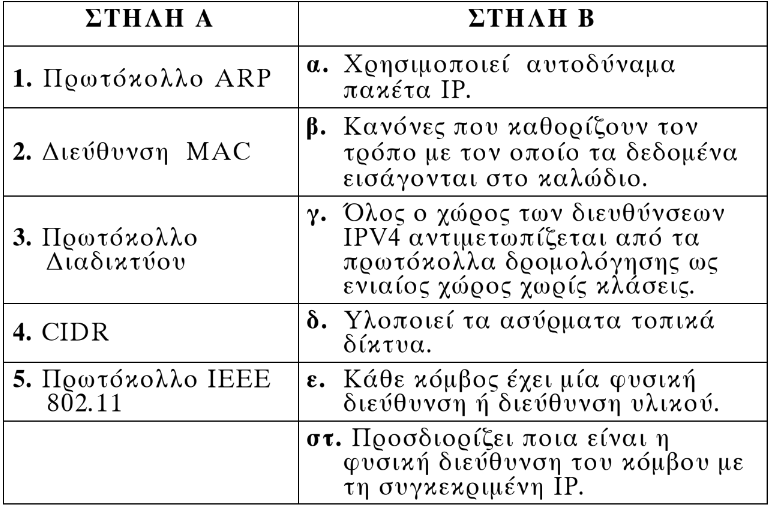 ΣΤΗΛΗ Α
ΣΤΗΛΗ Β
1. Πρωτόκολλο ARP
α. Χρησιμοποιεί αυτοδύναμα
πακέτα IP.
2. Διεύθυνση MAC
β. Κανόνες που καθορίζουν τον
τρόπο με τον οποίο τα δεδομένα
εισάγονται στο καλώδιο.
3. Πρωτόκολλο
Διαδικτύου
γ. Όλος ο χώρος των διευθύνσεων
IPV4 αντιμετωπίζεται από τα
πρωτόκολλα δρομολόγησης ως
ενιαίος χώρος χωρίς κλάσεις.
4. CIDR
δ. Υλοποιεί τα ασύρματα τοπικά
δίκτυα.
5. Πρωτόκολλο IEEE
802.11
ε. Κάθε κόμβος έχει μία φυσική
διεύθυνση ή διεύθυνση υλικού.
στ. Προσδιορίζει ποια είναι η
φυσική διεύθυνση του κόμβου με
τη συγκεκριμένη IP.